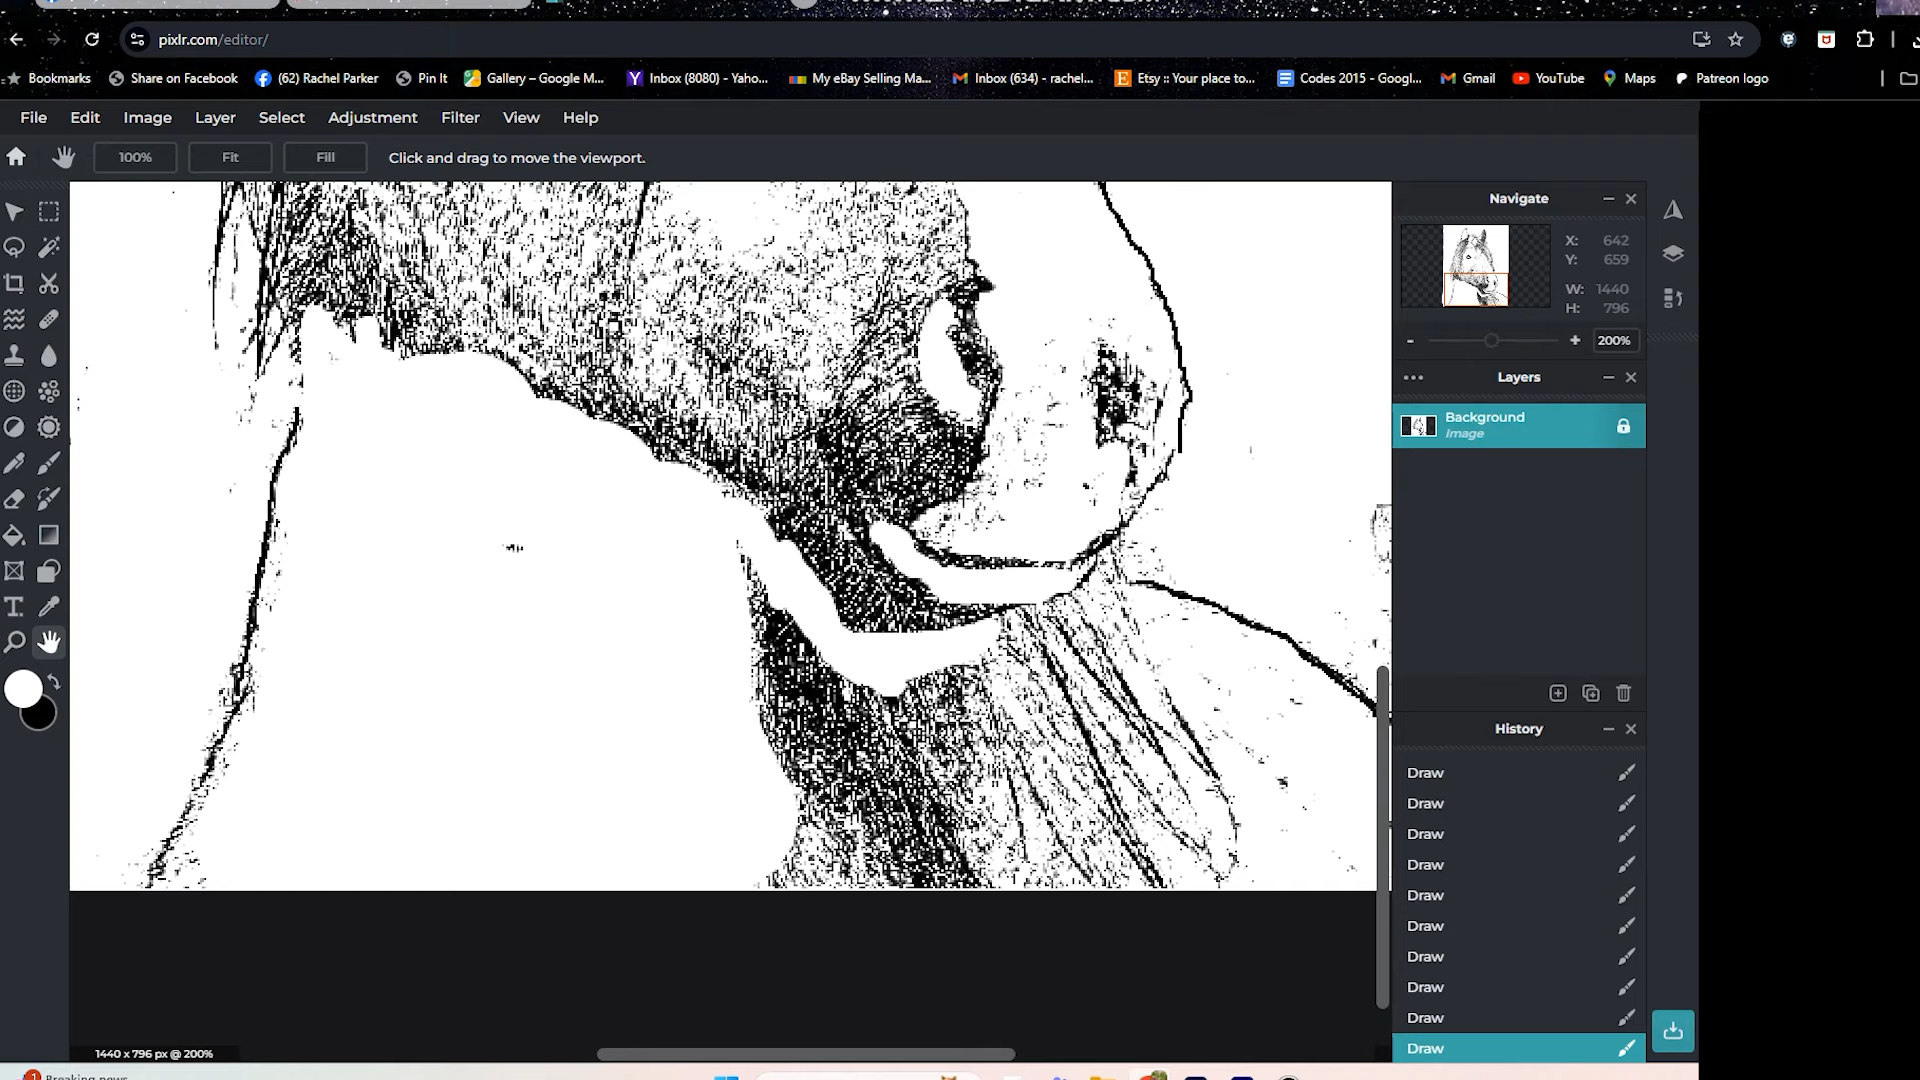 pixlr.com/editor/
Bookmarks Share on Facebook (62) Rachel Parker Pin It Gallery – Google M... Inbox (8080) - Yaho... My eBay Selling Ma... Inbox (634) - rachel... Etsy :: Your place to... Codes 2015 - Googl... Gmail YouTube Maps Patreon logo
File Edit Image Layer Select Adjustment Filter View Help
100% Fit Fill Click and drag to move the viewport.
Navigate
X: 642
Y: 659
W: 1440
H: 796
- + 200%
Layers
Background
Image
History
Draw
Draw
Draw
Draw
Draw
Draw
Draw
Draw
Draw
Draw
1440 x 796 px @ 200%
1 Breaking news